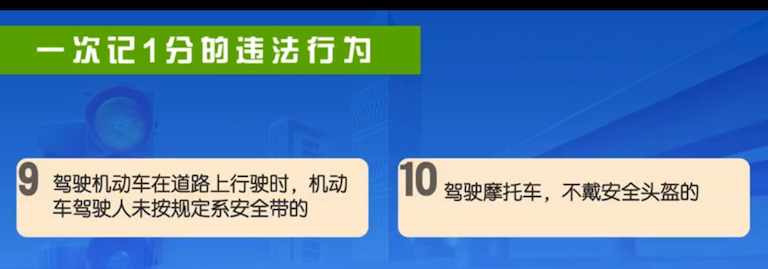 一次记1分的违法行为
9
驾驶机动车在道路上行驶时，机动
车驾驶人未按规定系安全带的
10
驾驶摩托车，不戴安全头盔的